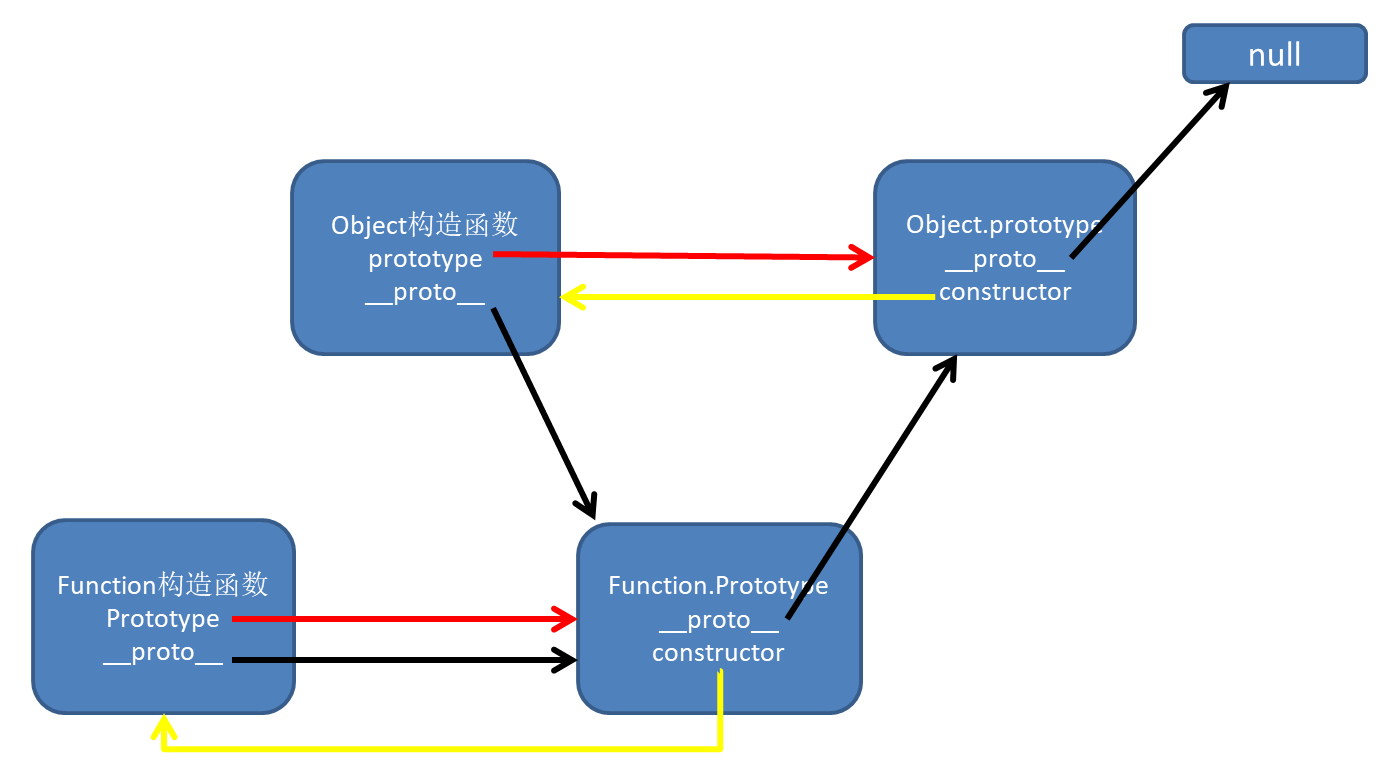 null
Object构造函数
prototype
__proto__
Object.prototype
__proto__
constructor
Function构造函数
Prototype
__proto__
Function.Prototype
__proto__
constructor